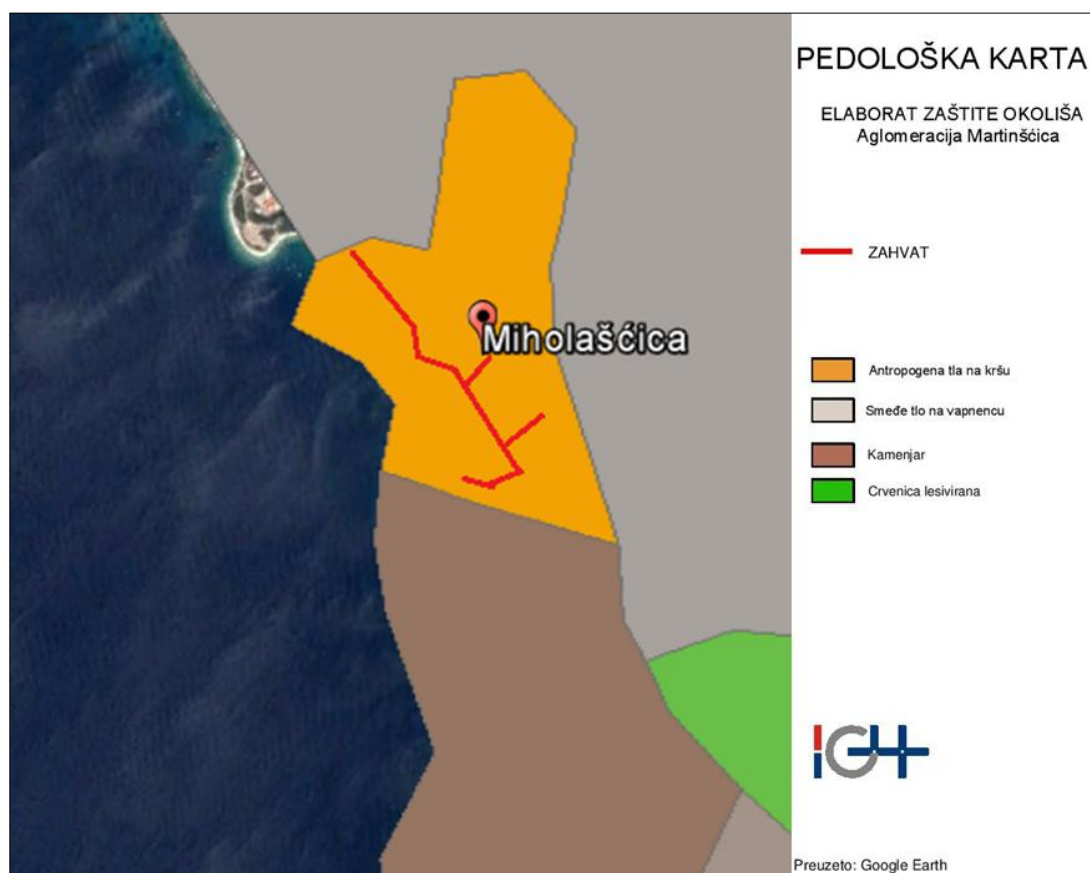 PEDOLOŠKA KARTA
ELABORAT ZAŠTITE OKOLIŠA
Aglomeracija Martinšćica
ZAHVAT
Miholašćica
Antropogena tla na kršu
Smeđe tlo na vapnencu
Kamenjar
Crvenica lesivirana
IGH
Preuzeto: Google Earth